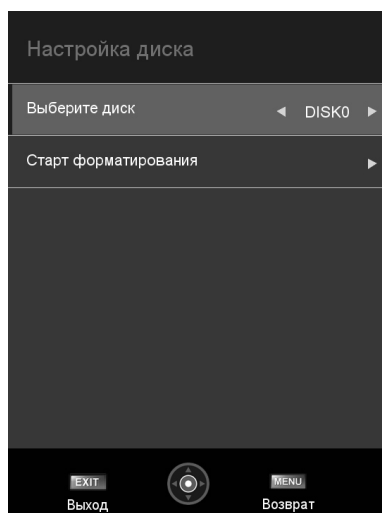 Настройка диска
Выберите диск ◄ DISK0 ►
Старт форматирования ►
EXIT MENU
Выход Возврат